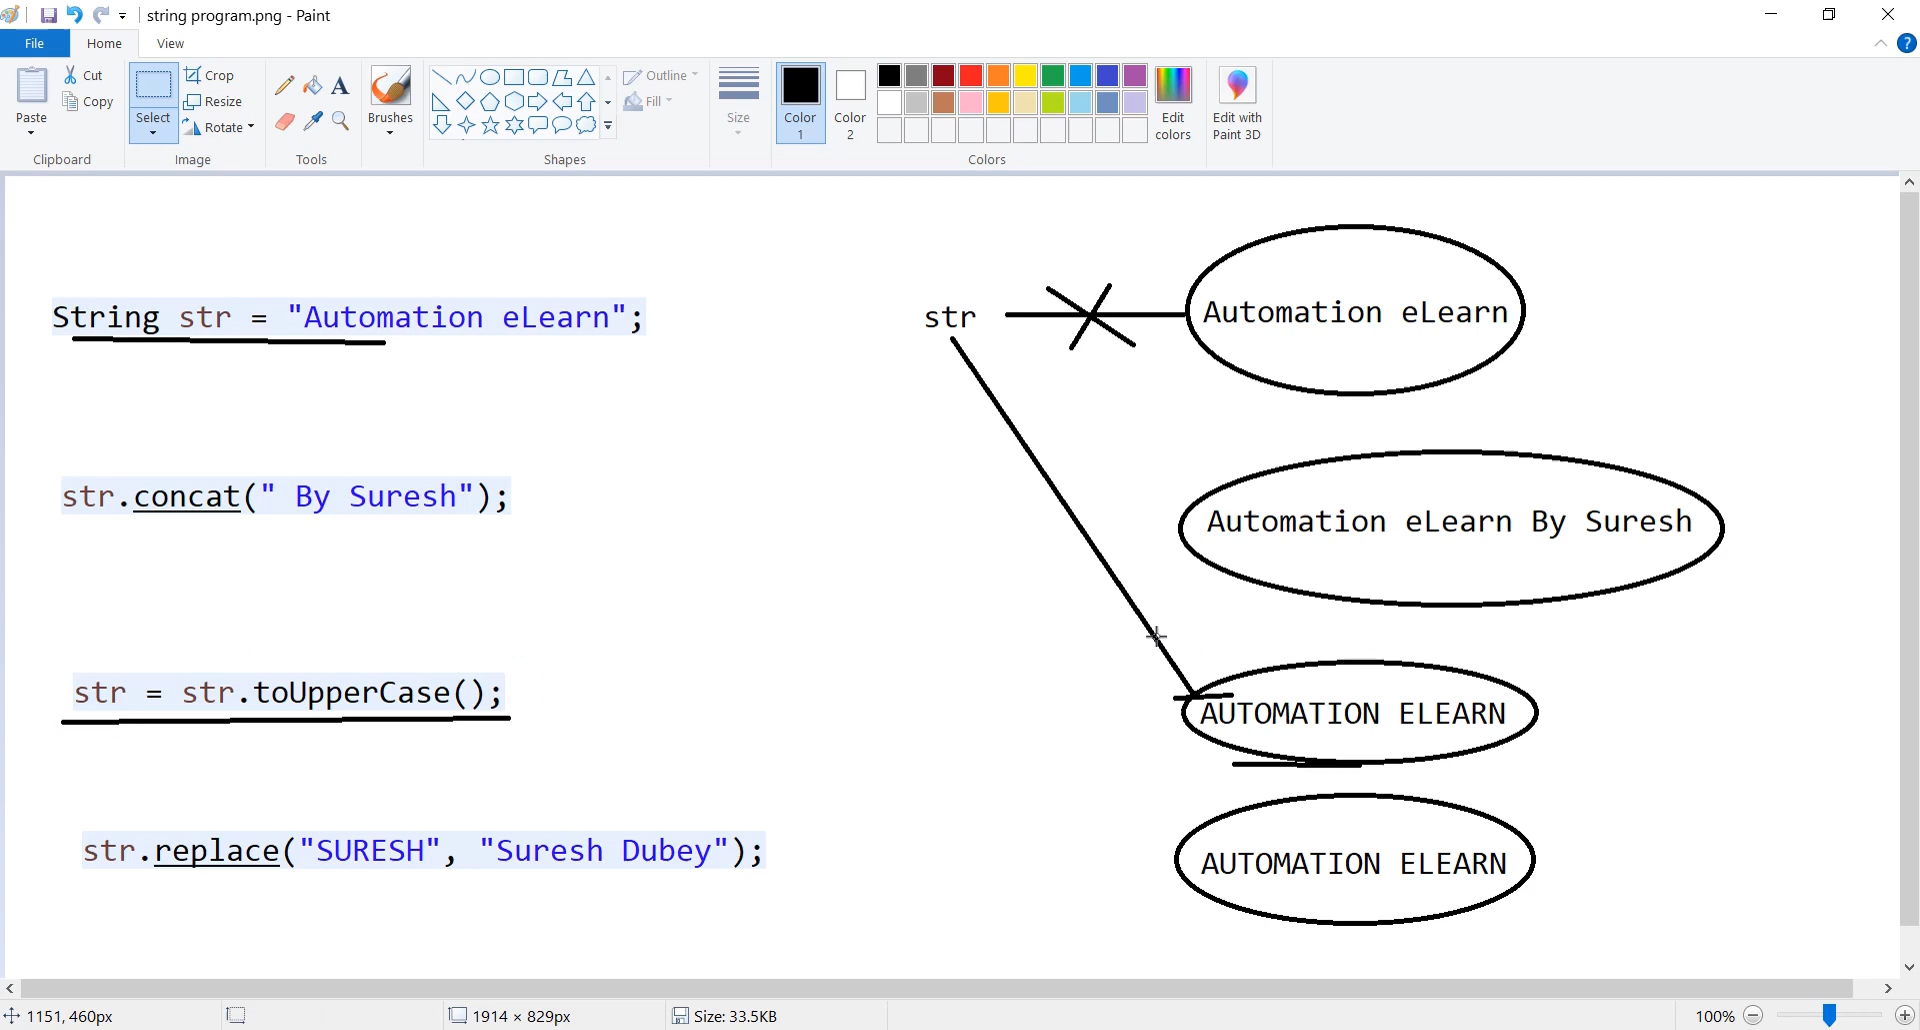 string program.png - Paint
File Home View
Paste
Cut
Copy
Clipboard
Select
Crop
Resize
Rotate
Image
Tools
Brushes
Outline
Fill
Shapes
Size
Color 1
Color 2
Edit colors
Colors
Edit with Paint 3D
String str = "Automation eLearn";
str
Automation eLearn
str.concat(" By Suresh");
Automation eLearn By Suresh
str = str.toUpperCase();
AUTOMATION ELEARN
str.replace("SURESH", "Suresh Dubey");
AUTOMATION ELEARN
1151, 460px
1914 × 829px
Size: 33.5KB
100%